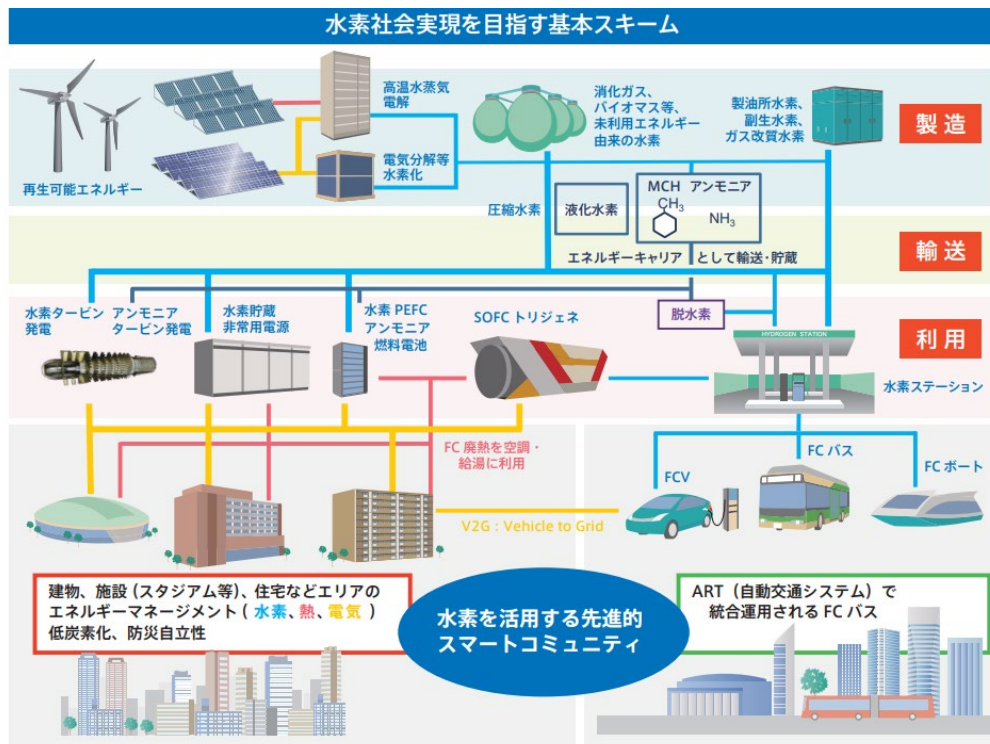 水素社会実現を目指す基本スキーム
高温水蒸気
電解
消化ガス、
バイオマス等、
未利用エネルギー
由来の水素
製油所水素、
副生水素、
ガス改質水素
製造
電気分解等
水素化
再生可能エネルギー
圧縮水素
液化水素
MCH アンモニア
CH₃
NH₃
輸送
エネルギーキャリア として輸送・貯蔵
水素タービン
発電
アンモニア
タービン発電
水素貯蔵
非常用電源
水素 PEFC
アンモニア
燃料電池
SOFC トリジェネ
脱水素
HYDROGEN STATION
利用
水素ステーション
FC 廃熱を空調・
給湯に利用
FCV
FC バス
FC ボート
V2G：Vehicle to Grid
建物、施設（スタジアム等）、住宅などエリアの
エネルギーマネージメント（ 水素、熱、電気 ）
低炭素化、防災自立性
水素を活用する先進的
スマートコミュニティ
ART（自動交通システム）で
統合運用される FC バス